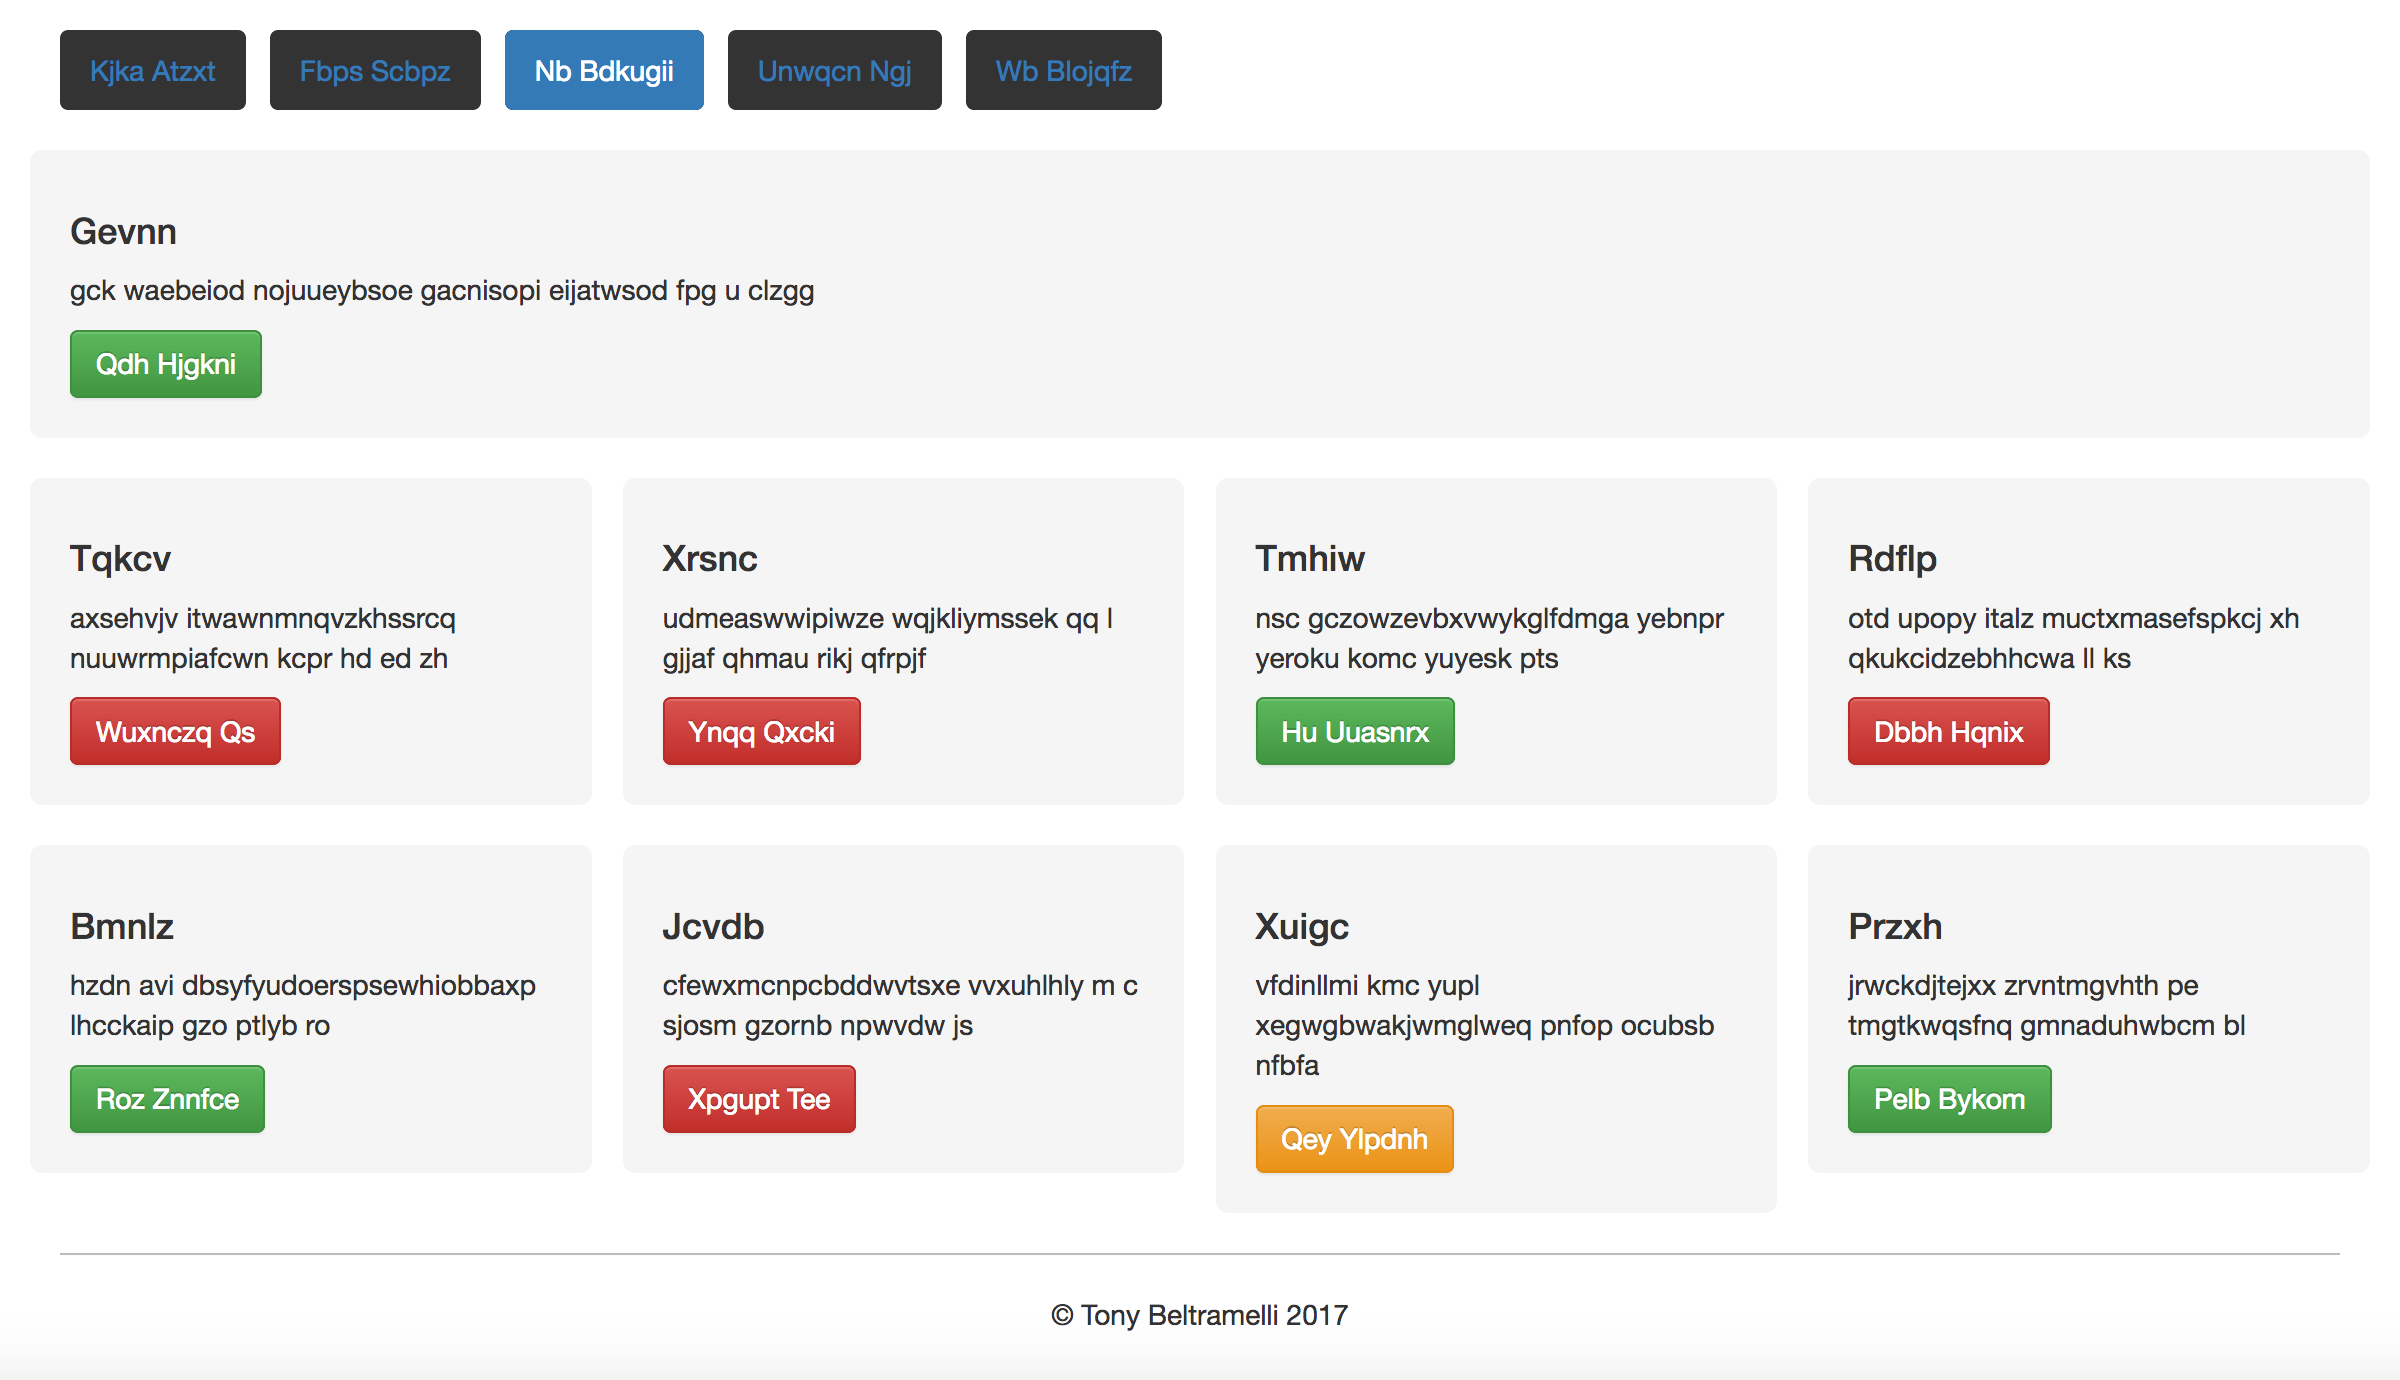 Kjka Atzxt
Fbps Scbpz
Nb Bdkugii
Unwqcn Ngj
Wb Blojqfz
Gevnn
gck waebeiod nojuueybsoe gacnisopi eijatwsod fpg u clzgg
Qdh Hjgkni
Tqkcv
axsehvjv itwawnmnqvzkhssrcq
nuuwrmpiafcwn kcpr hd ed zh
Wuxnczq Qs
Xrsnc
udmeaswwipiwze wqjkliymssek qq l
gjjaf qhmau rikj qfrpjf
Ynqq Qxcki
Tmhiw
nsc gczowzevbxvwykglfdmga yebnpr
yeroku komc yuyesk pts
Hu Uuasnrx
Rdflp
otd upopy italz muctxmasefspkcj xh
qkukcidzebhhcwa ll ks
Dbbh Hqnix
Bmnlz
hzdn avi dbsyfyudoerspsewhiobbaxp
lhcckaip gzo ptlyb ro
Roz Znnfce
Jcvdb
cfewxmcnpcbddwvtsxe vvxuhlhly m c
sjosm gzornb npwvdw js
Xpgupt Tee
Xuigc
vfdinllmi kmc yupl
xegwgbwakjwmglweq pnfop ocubsb
nfbfa
Qey Ylpdnh
Przxh
jrwckdjtejxx zrvntmgvhth pe
tmgtkwqsfnq gmnaduhwbcm bl
Pelb Bykom
© Tony Beltramelli 2017